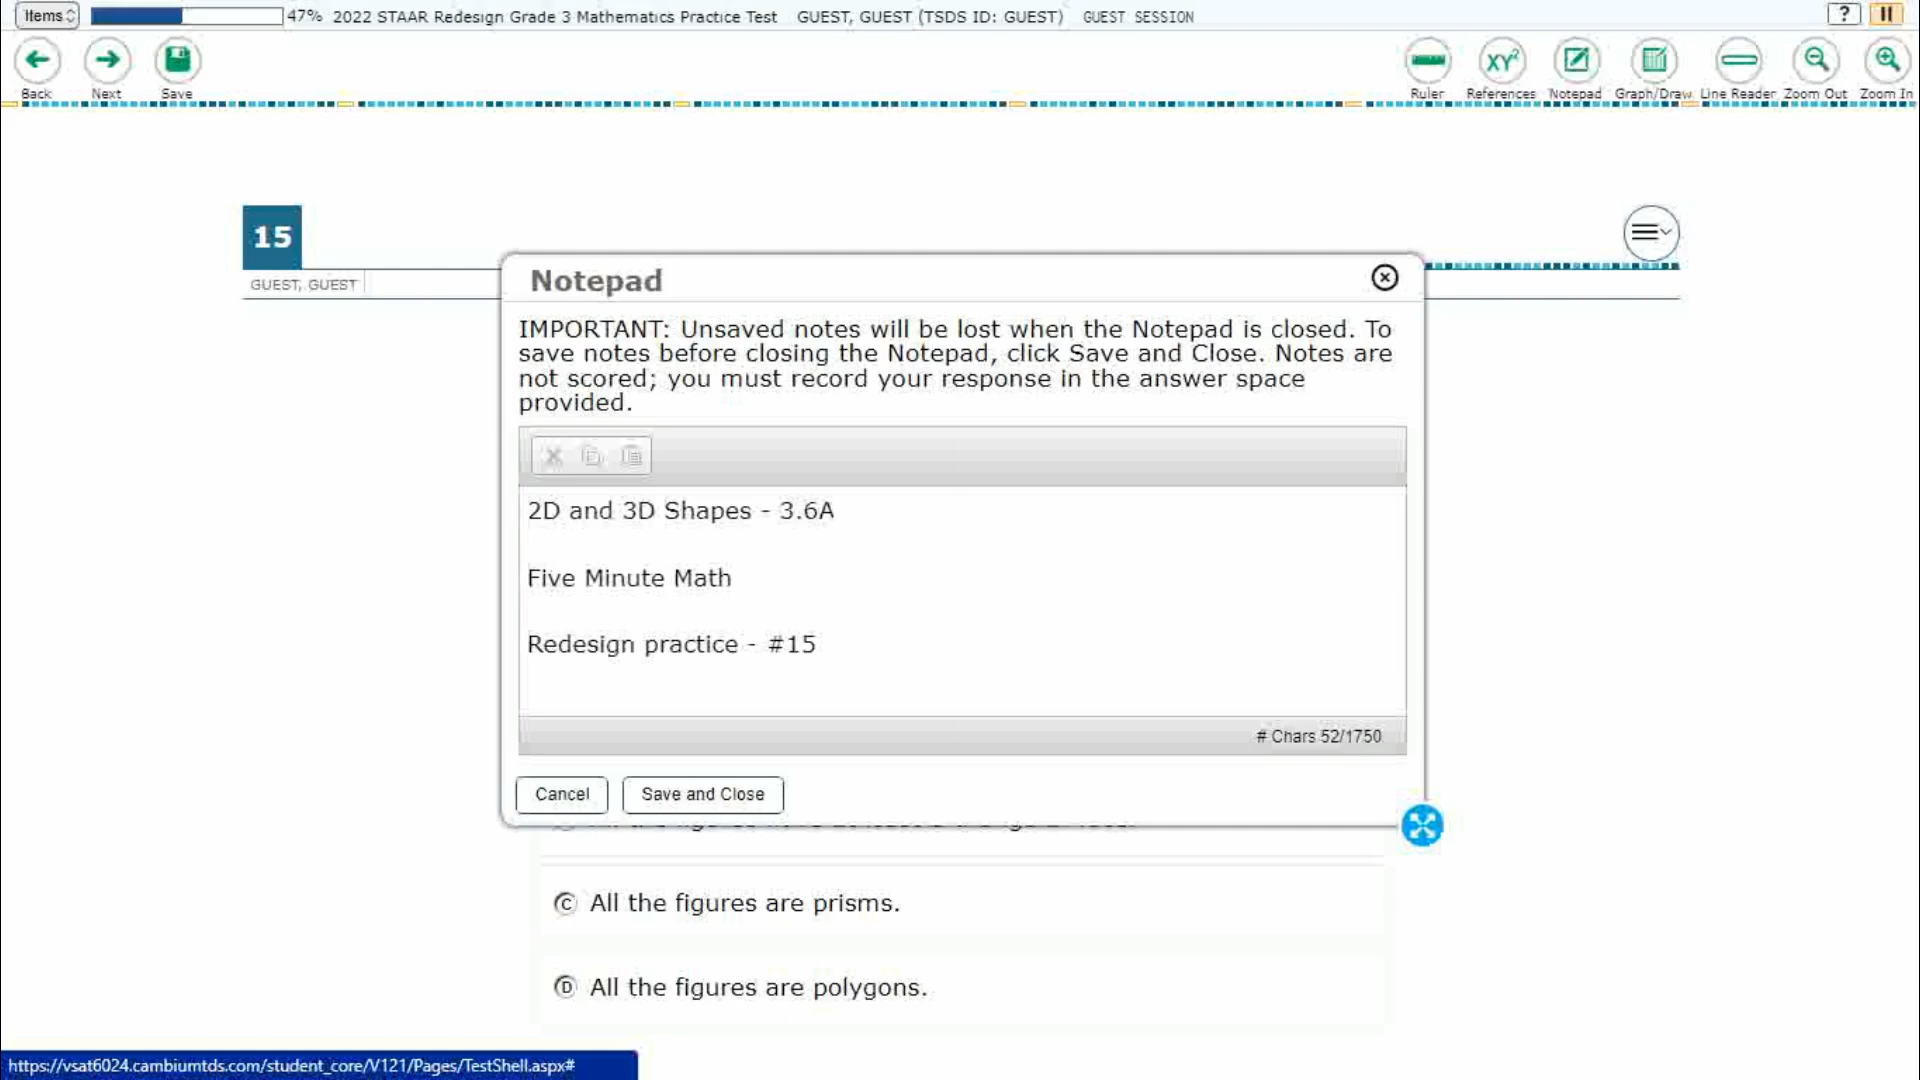 Items
47%
2022 STAAR Redesign Grade 3 Mathematics Practice Test
GUEST, GUEST (TSDS ID: GUEST)
GUEST SESSION
?
Back
Next
Save
XY²
Ruler
References
Notepad
Graph/Draw
Line Reader
Zoom Out
Zoom In
15
GUEST, GUEST
Notepad
IMPORTANT: Unsaved notes will be lost when the Notepad is closed. To
save notes before closing the Notepad, click Save and Close. Notes are
not scored; you must record your response in the answer space
provided.
2D and 3D Shapes - 3.6A
Five Minute Math
Redesign practice - #15
# Chars 52/1750
Cancel
Save and Close
C All the figures are prisms.
D All the figures are polygons.
https://vsat6024.cambiumtds.com/student_core/V121/Pages/TestShell.aspx#